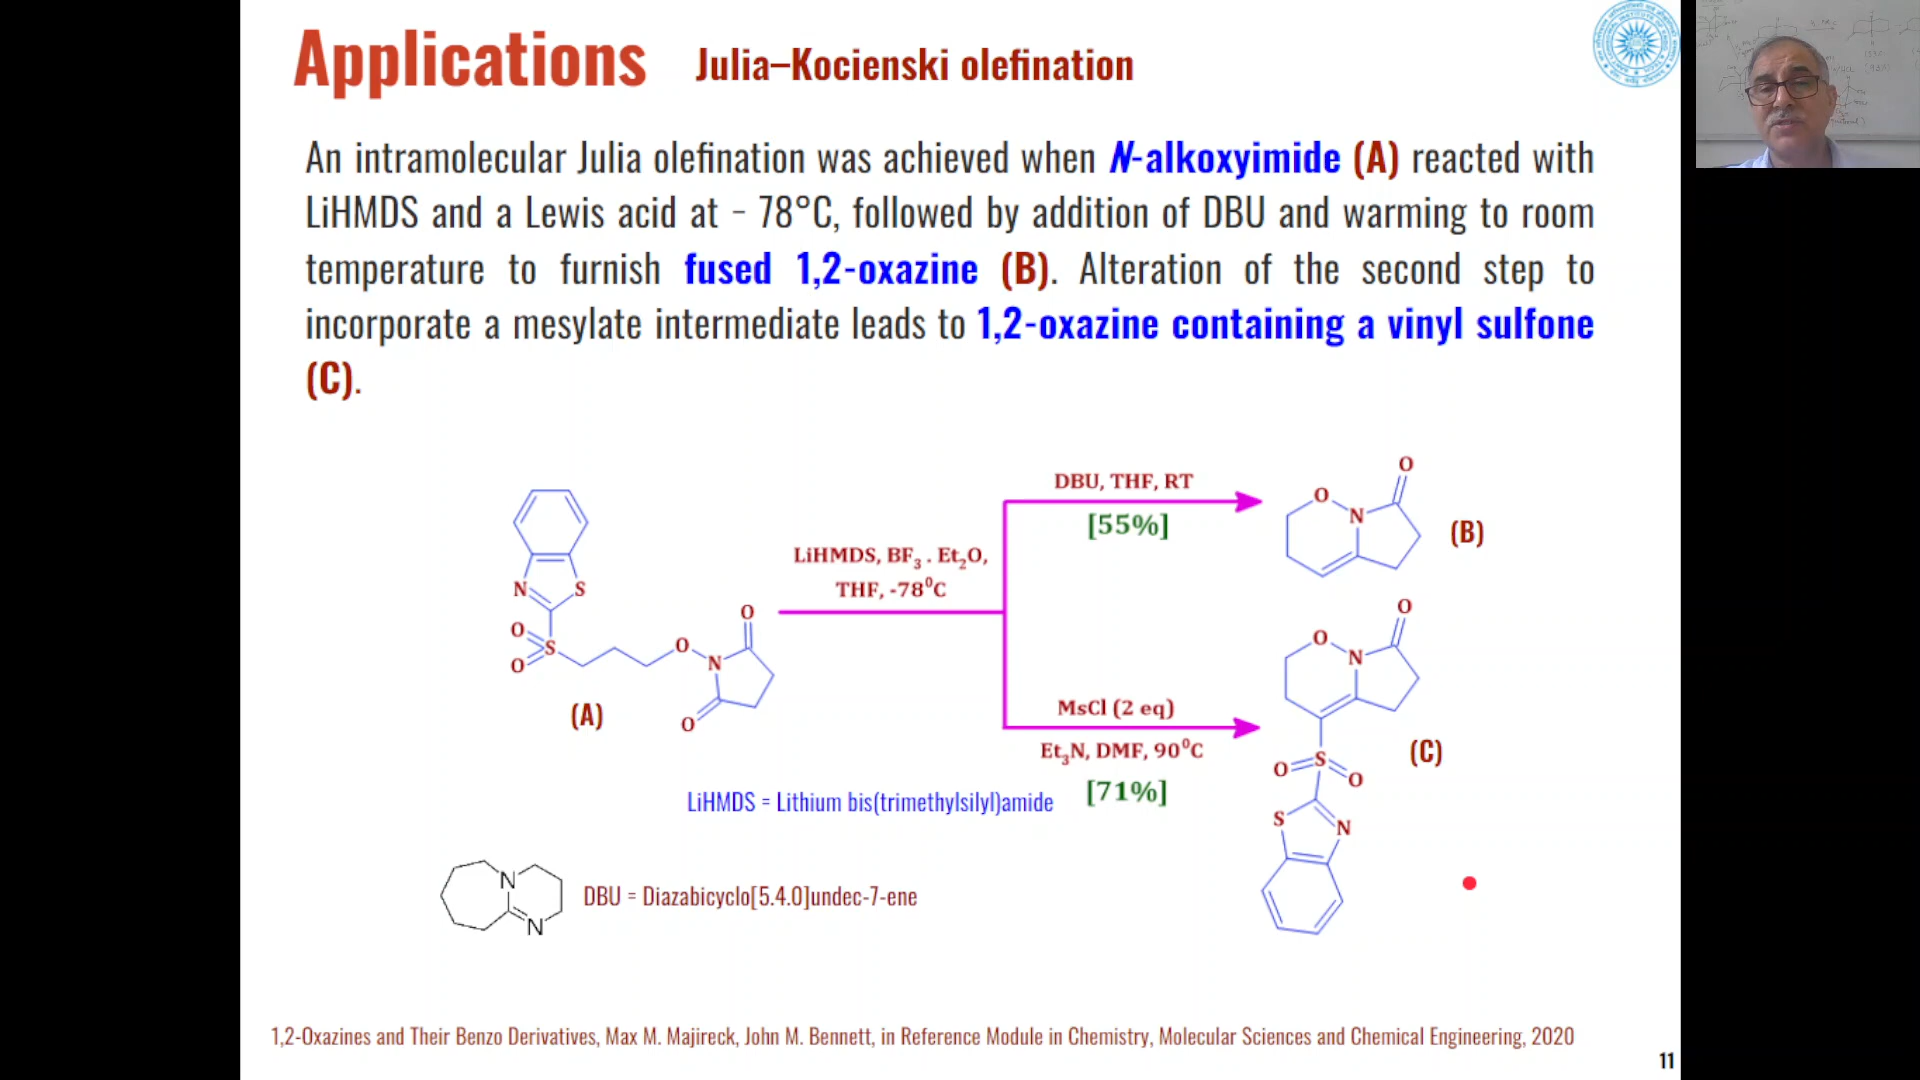 Applications Julia–Kocienski olefination
An intramolecular Julia olefination was achieved when N-alkoxyimide (A) reacted with
LiHMDS and a Lewis acid at - 78°C, followed by addition of DBU and warming to room
temperature to furnish fused 1,2-oxazine (B). Alteration of the second step to
incorporate a mesylate intermediate leads to 1,2-oxazine containing a vinyl sulfone
(C).
N
S
O
O
S
O
N
O
O
(A)
LiHMDS, BF₃ . Et₂O,
THF, -78⁰C
DBU, THF, RT
[55%]
O
O
N
(B)
MsCl (2 eq)
Et₃N, DMF, 90⁰C
[71%]
O
O
N
(C)
O
S
O
S
N
LiHMDS = Lithium bis(trimethylsilyl)amide
N
N
DBU = Diazabicyclo[5.4.0]undec-7-ene
1,2-Oxazines and Their Benzo Derivatives, Max M. Majireck, John M. Bennett, in Reference Module in Chemistry, Molecular Sciences and Chemical Engineering, 2020
11